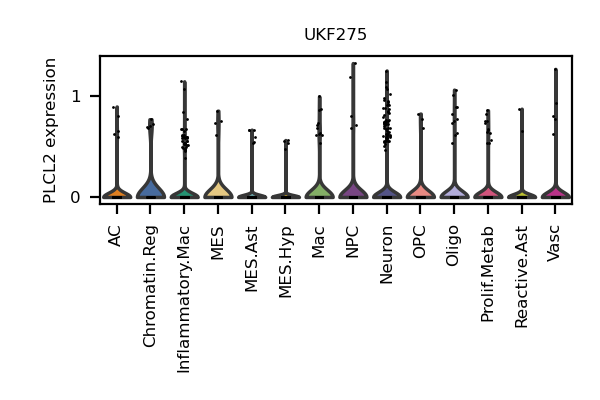 UKF275
PLCL2 expression
1
0
AC
Chromatin.Reg
Inflammatory.Mac
MES
MES.Ast
MES.Hyp
Mac
NPC
Neuron
OPC
Oligo
Prolif.Metab
Reactive.Ast
Vasc